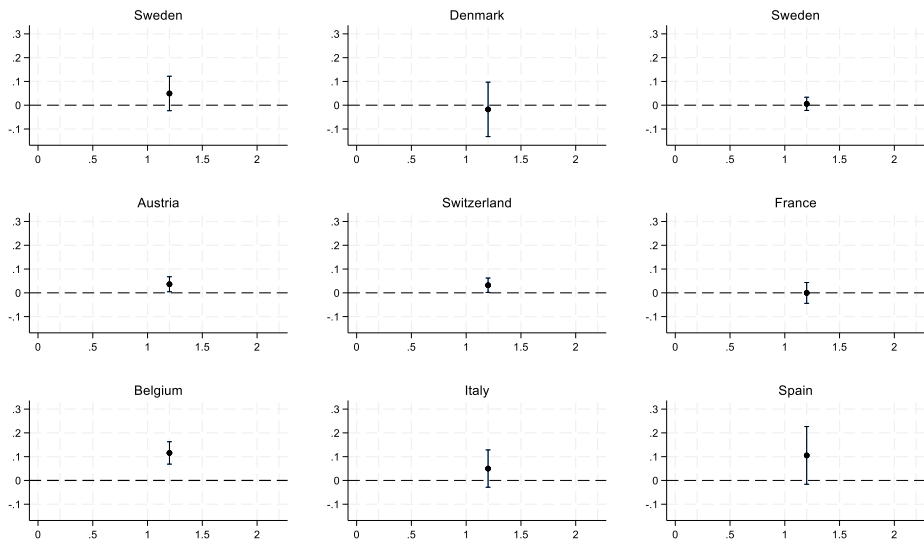 Sweden Denmark Sweden
.3 .3 .3
.2 .2 .2
.1 .1 .1
0 0 0
-.1 -.1 -.1
0 .5 1 1.5 2 0 .5 1 1.5 2 0 .5 1 1.5 2
Austria Switzerland France
.3 .3 .3
.2 .2 .2
.1 .1 .1
0 0 0
-.1 -.1 -.1
0 .5 1 1.5 2 0 .5 1 1.5 2 0 .5 1 1.5 2
Belgium Italy Spain
.3 .3 .3
.2 .2 .2
.1 .1 .1
0 0 0
-.1 -.1 -.1
0 .5 1 1.5 2 0 .5 1 1.5 2 0 .5 1 1.5 2